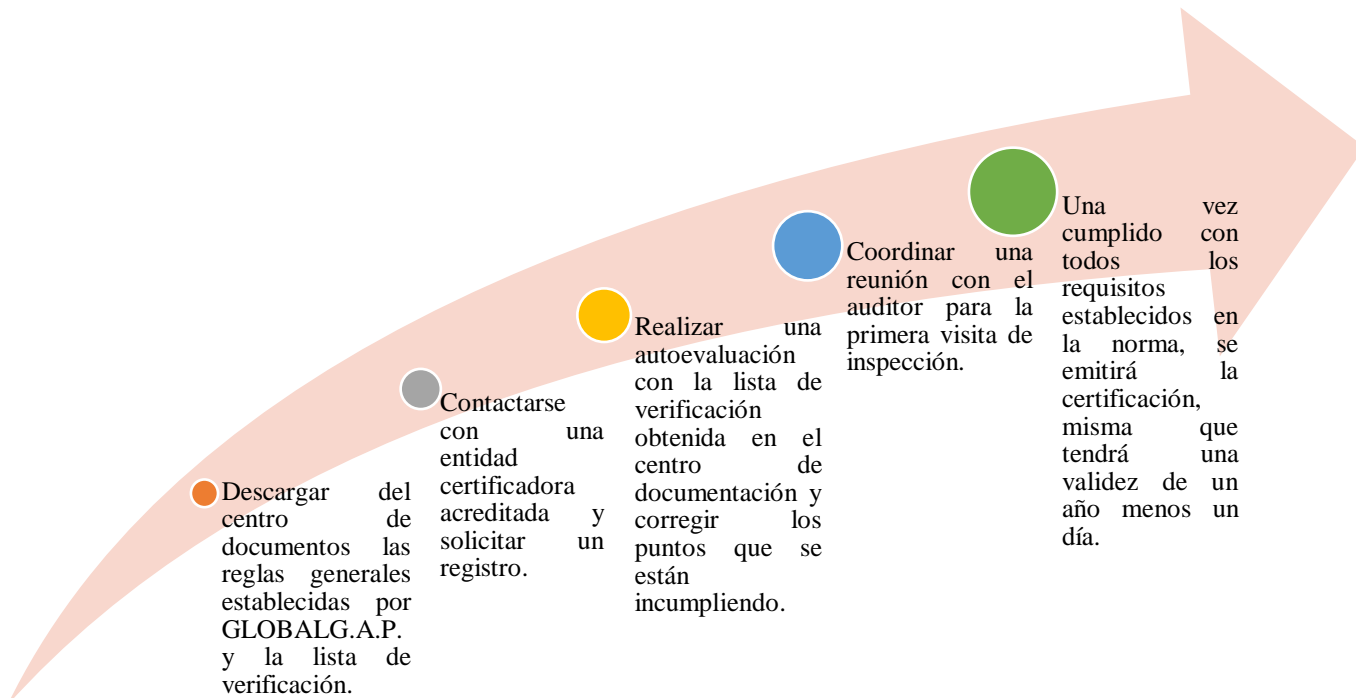 Descargar del
centro de
documentos las
reglas generales
establecidas por
GLOBALG.A.P.
y la lista de
verificación.
Contactarse
con una
entidad
certificadora
acreditada y
solicitar un
registro.
Realizar una
autoevaluación
con la lista de
verificación
obtenida en el
centro de
documentación y
corregir los
puntos que se
están
incumpliendo.
Coordinar una
reunión con el
auditor para la
primera visita de
inspección.
Una vez
cumplido con
todos los
requisitos
establecidos en
la norma, se
emitirá la
certificación,
misma que
tendrá una
validez de un
año menos un
día.